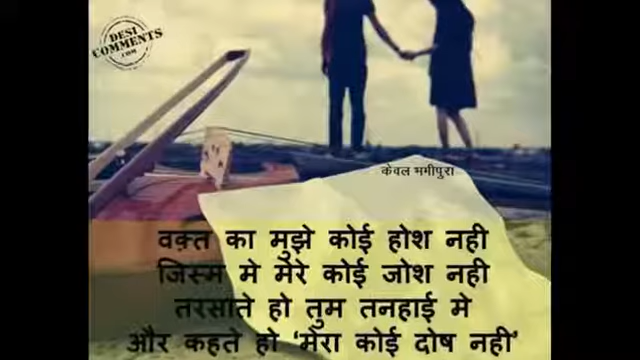 DESI
COMMENTS
.COM
केवल भमीपुरा
वक़्त का मुझे कोई होश नही
जिस्म मे मेरे कोई जोश नही
तरसाते हो तुम तनहाई मे
और कहते हो ‘मेरा कोई दोष नही’